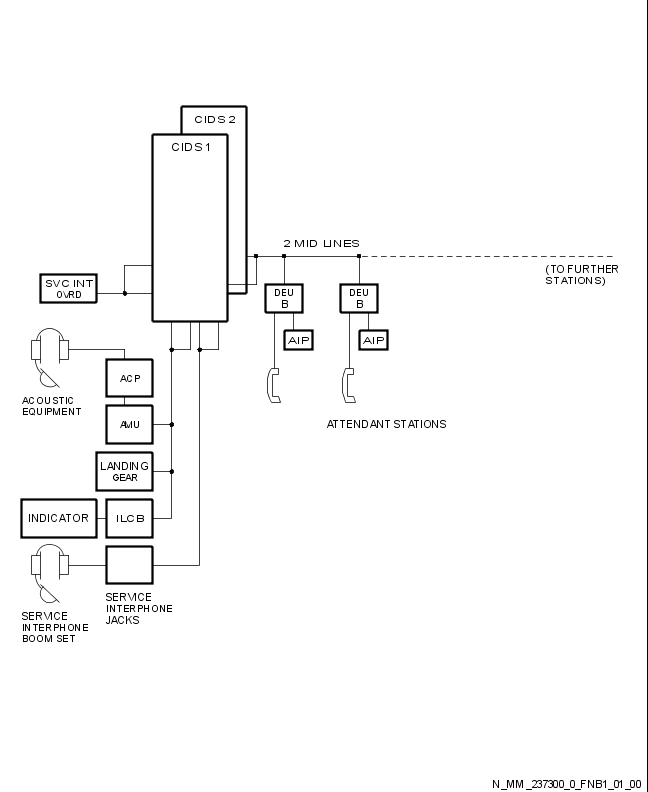 CIDS 2
CIDS 1
2 MID LINES
(TO FURTHER
STATIONS)
SVC INT
OVRD
DEU
B
DEU
B
AIP
AIP
ACP
ACOUSTIC
EQUIPMENT
AMU
ATTENDANT STATIONS
LANDING
GEAR
INDICATOR
ILCB
SERVICE
INTERPHONE
JACKS
SERVICE
INTERPHONE
BOOM SET
N_MM_237300_0_FNB1_01_00